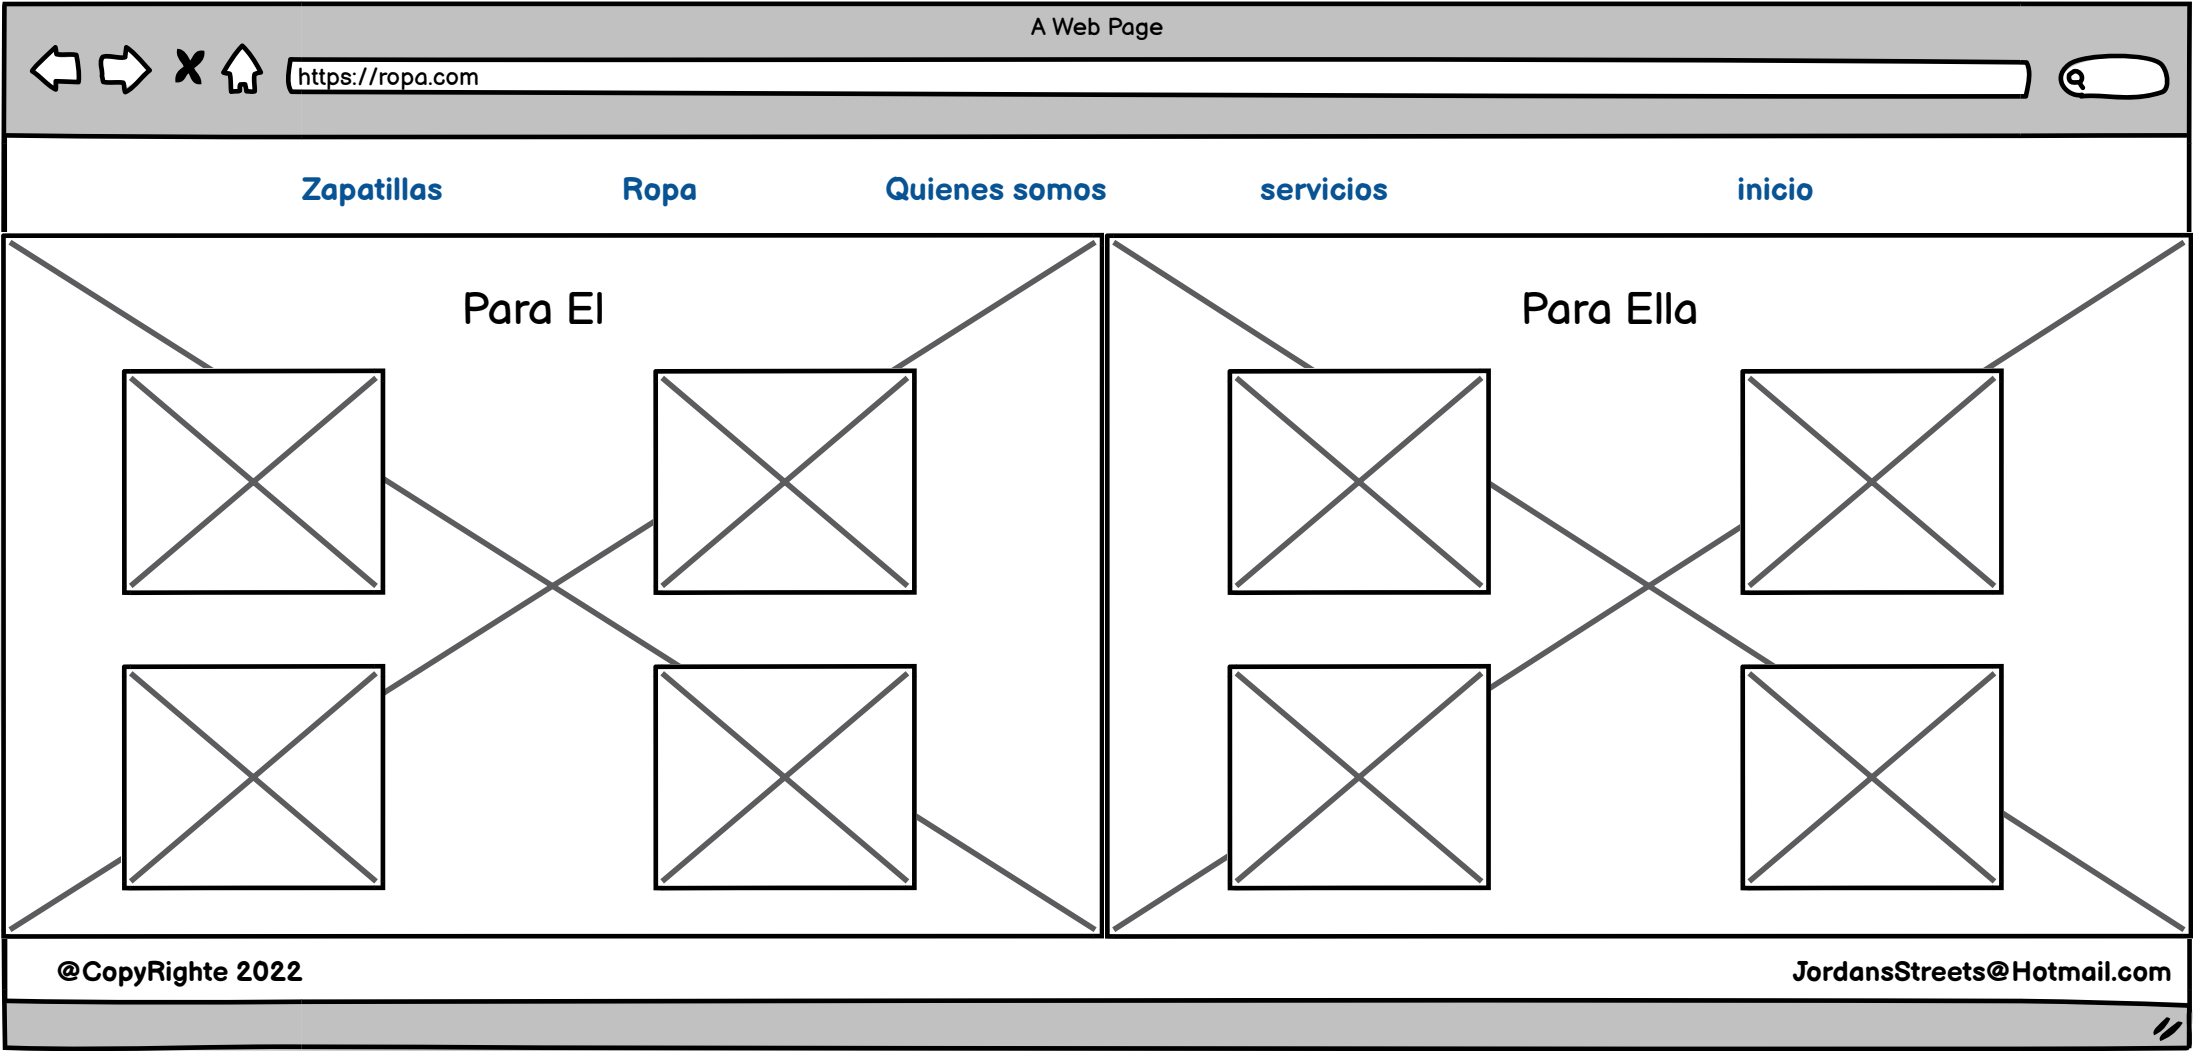 A Web Page
https://ropa.com
Zapatillas Ropa Quienes somos servicios inicio
Para El
Para Ella
@CopyRighte 2022
JordansStreets@Hotmail.com